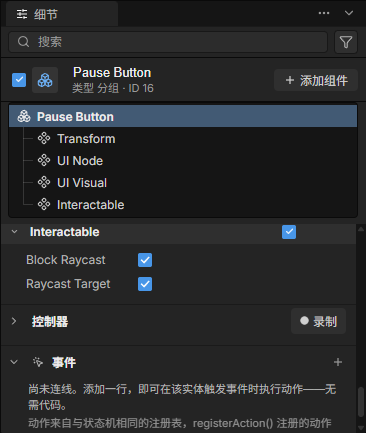 细节
搜索
Pause Button
类型 分组 · ID 16
+ 添加组件
Pause Button
Transform
UI Node
UI Visual
Interactable
Interactable
Block Raycast
Raycast Target
控制器
录制
事件
尚未连线。添加一行，即可在该实体触发事件时执行动作——无
需代码。
动作来自与状态机相同的注册表，registerAction() 注册的动作